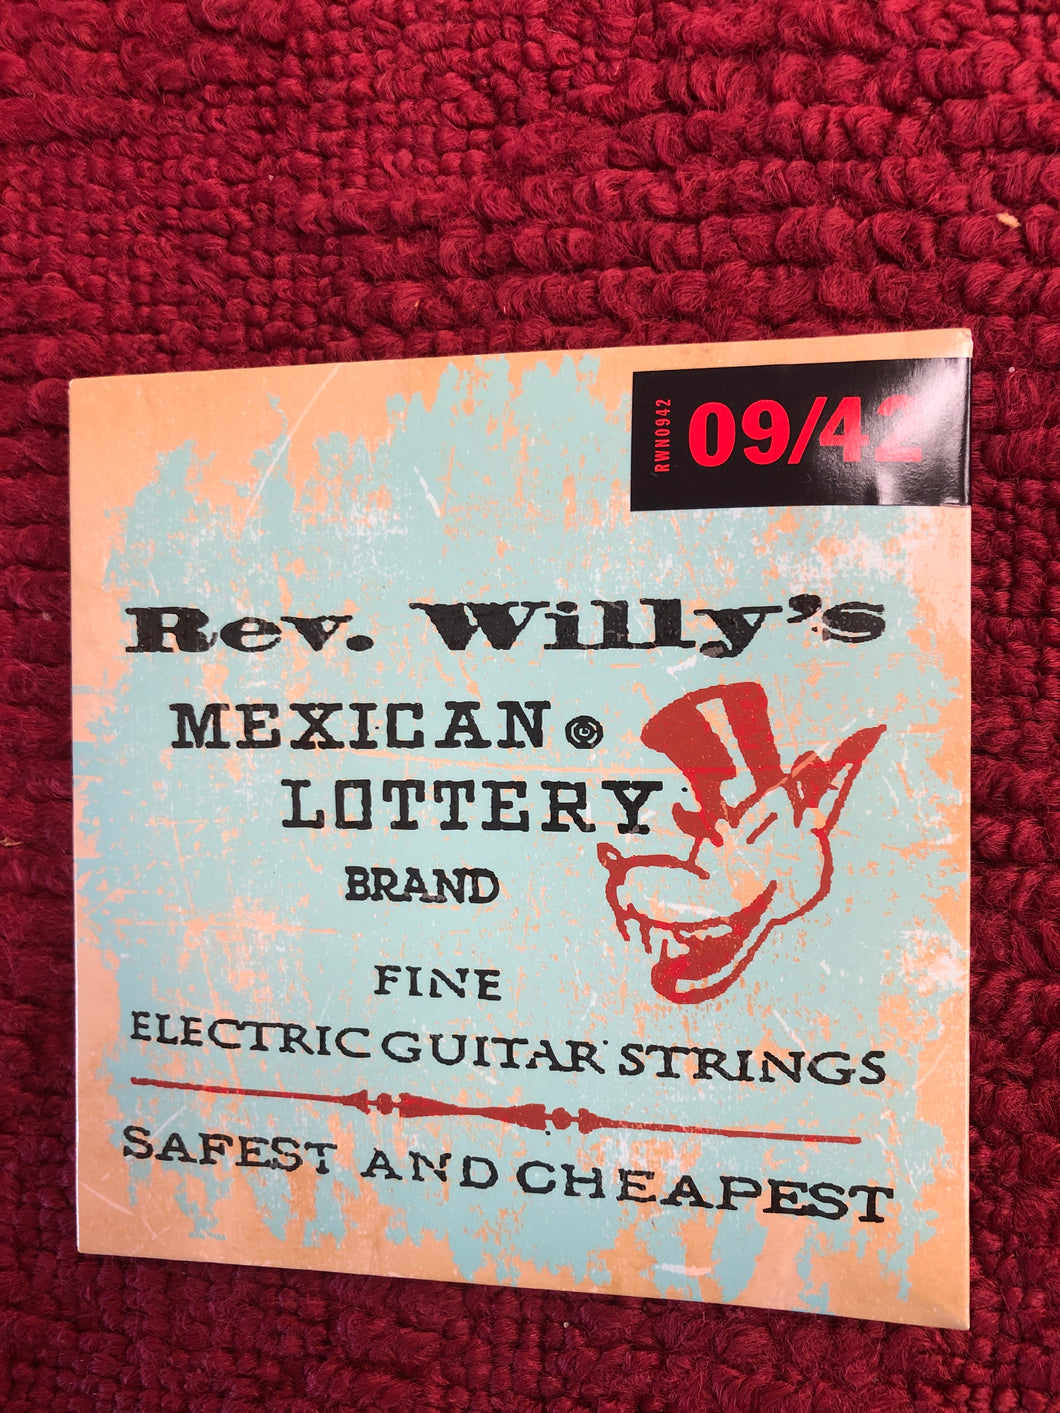 RWN0942
09/42
Rev. Willy's
MEXICAN ®
LOTTERY
BRAND
FINE
ELECTRIC GUITAR STRINGS
SAFEST AND CHEAPEST